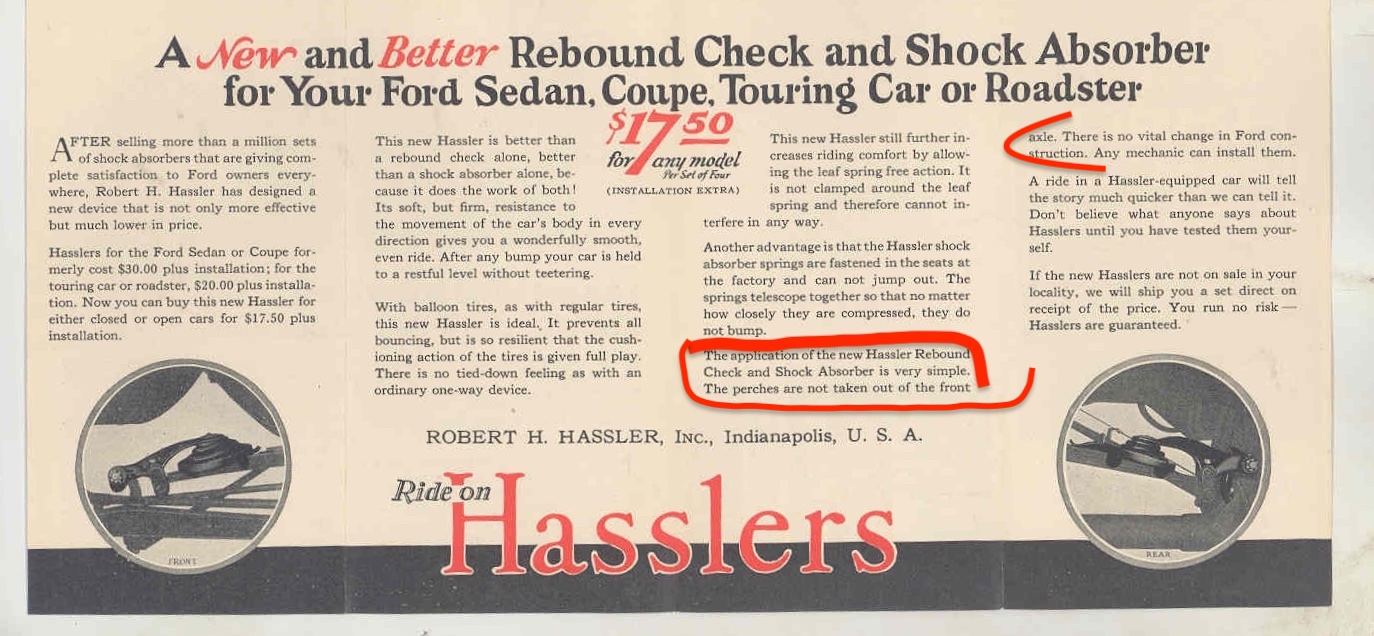 A New and Better Rebound Check and Shock Absorber
for Your Ford Sedan, Coupe, Touring Car or Roadster
AFTER selling more than a million sets
of shock absorbers that are giving com-
plete satisfaction to Ford owners every-
where, Robert H. Hassler has designed a
new device that is not only more effective
but much lower in price.
Hasslers for the Ford Sedan or Coupe for-
merly cost $30.00 plus installation; for the
touring car or roadster, $20.00 plus installa-
tion. Now you can buy this new Hassler for
either closed or open cars for $17.50 plus
installation.
This new Hassler is better than
a rebound check alone, better
than a shock absorber alone, be-
cause it does the work of both!
Its soft, but firm, resistance to
the movement of the car's body in every
direction gives you a wonderfully smooth,
even ride. After any bump your car is held
to a restful level without teetering.
With balloon tires, as with regular tires,
this new Hassler is ideal. It prevents all
bouncing, but is so resilient that the cush-
ioning action of the tires is given full play.
There is no tied-down feeling as with an
ordinary one-way device.
$17.50
for any model
Per Set of Four
(INSTALLATION EXTRA)
This new Hassler still further in-
creases riding comfort by allow-
ing the leaf spring free action. It
is not clamped around the leaf
spring and therefore cannot in-
terfere in any way.
Another advantage is that the Hassler shock
absorber springs are fastened in the seats at
the factory and can not jump out. The
springs telescope together so that no matter
how closely they are compressed, they do
not bump.
The application of the new Hassler Rebound
Check and Shock Absorber is very simple.
The perches are not taken out of the front
axle. There is no vital change in Ford con-
struction. Any mechanic can install them.
A ride in a Hassler-equipped car will tell
the story much quicker than we can tell it.
Don't believe what anyone says about
Hasslers until you have tested them your-
self.
If the new Hasslers are not on sale in your
locality, we will ship you a set direct on
receipt of the price. You run no risk—
Hasslers are guaranteed.
ROBERT H. HASSLER, INC., Indianapolis, U. S. A.
Ride on
Hasslers
FRONT
REAR